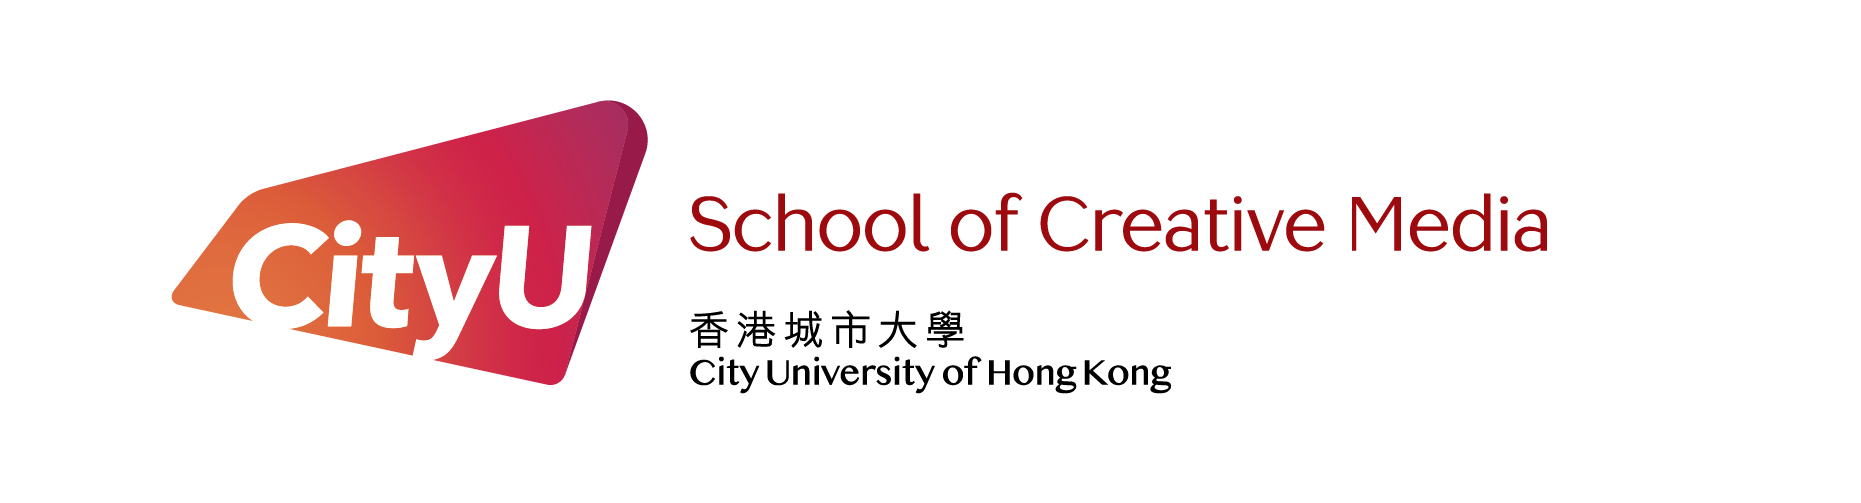 CityU
School of Creative Media
香港城市大學
City University of Hong Kong